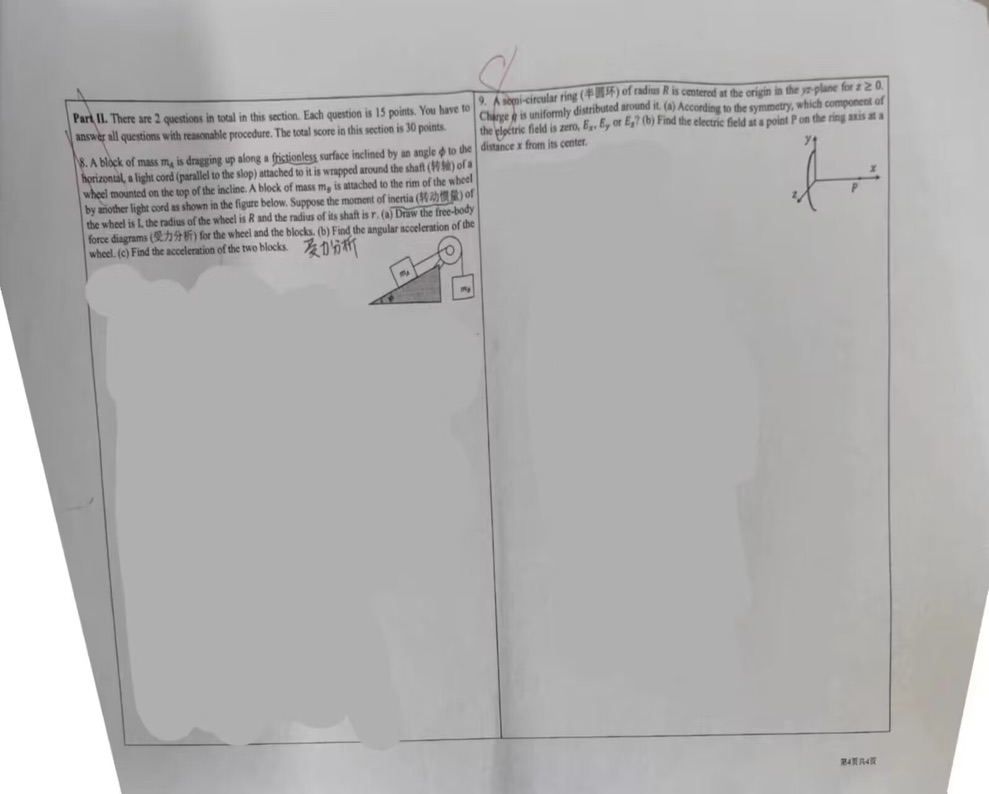 Part II. There are 2 questions in total in this section. Each question is 15 points. You have to
answer all questions with reasonable procedure. The total score in this section is 30 points.
8. A block of mass mA is dragging up along a frictionless surface inclined by an angle ϕ to the
horizontal, a light cord (parallel to the slop) attached to it is wrapped around the shaft (转轴) of a
wheel mounted on the top of the incline. A block of mass mB is attached to the rim of the wheel
by another light cord as shown in the figure below. Suppose the moment of inertia (转动惯量) of
the wheel is I, the radius of the wheel is R and the radius of its shaft is r. (a) Draw the free-body
force diagrams (受力分析) for the wheel and the blocks. (b) Find the angular acceleration of the
wheel. (c) Find the acceleration of the two blocks. 受力分析
mA
ϕ
mB
8
9. A semi-circular ring (半圆环) of radius R is centered at the origin in the yz-plane for z ≥ 0.
Charge q is uniformly distributed around it. (a) According to the symmetry, which component of
the electric field is zero, Ex, Ey or Ez? (b) Find the electric field at a point P on the ring axis at a
distance x from its center.
y
x
z
P
第4页共4页